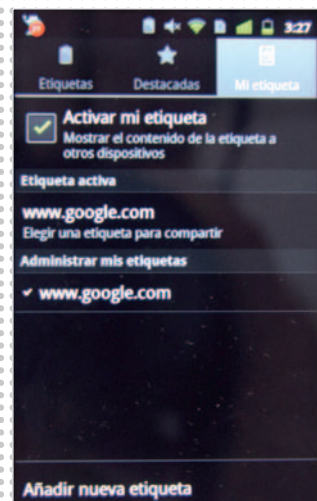 3:27
Etiquetas
Destacadas
Mi etiqueta
Activar mi etiqueta
Mostrar el contenido de la etiqueta a
otros dispositivos
Etiqueta activa
www.google.com
Elegir una etiqueta para compartir
Administrar mis etiquetas
www.google.com
Añadir nueva etiqueta